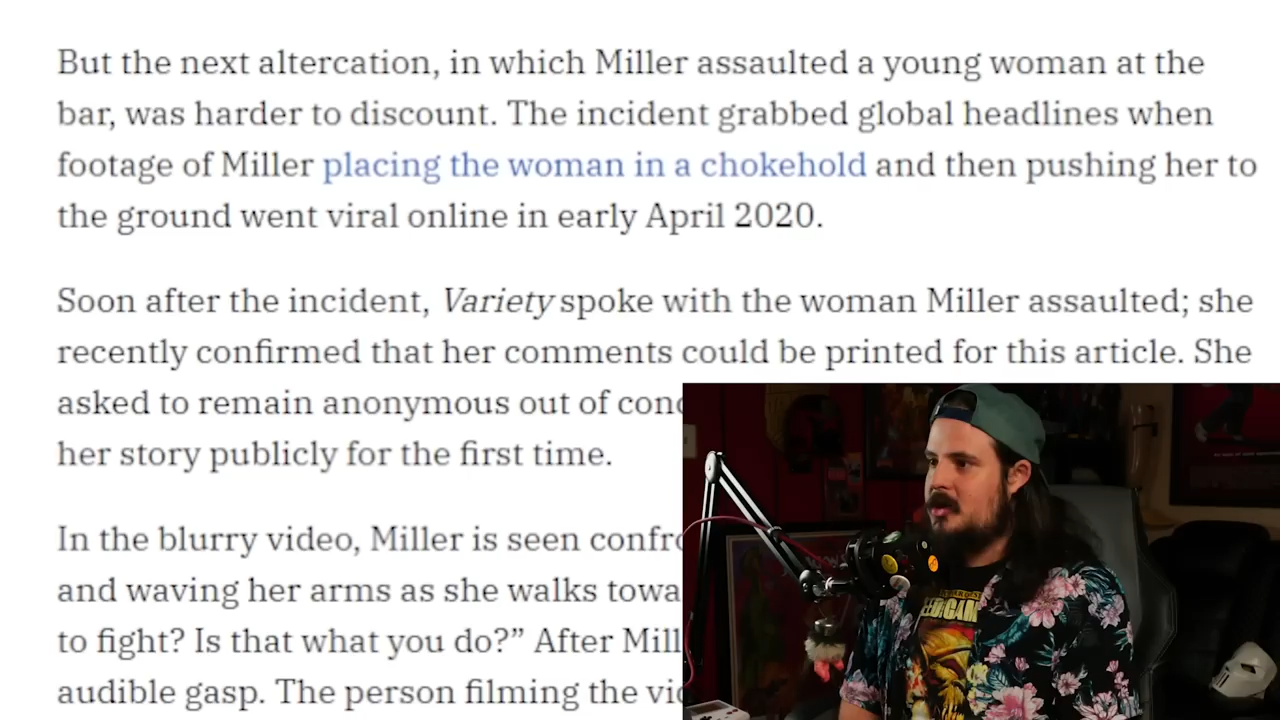 But the next altercation, in which Miller assaulted a young woman at the
bar, was harder to discount. The incident grabbed global headlines when
footage of Miller placing the woman in a chokehold and then pushing her to
the ground went viral online in early April 2020.
Soon after the incident, Variety spoke with the woman Miller assaulted; she
recently confirmed that her comments could be printed for this article. She
asked to remain anonymous out of
her story publicly for the first time.
In the blurry video, Miller is seen
and waving her arms as she walks
to fight? Is that what you do?” After
audible gasp. The person filming the